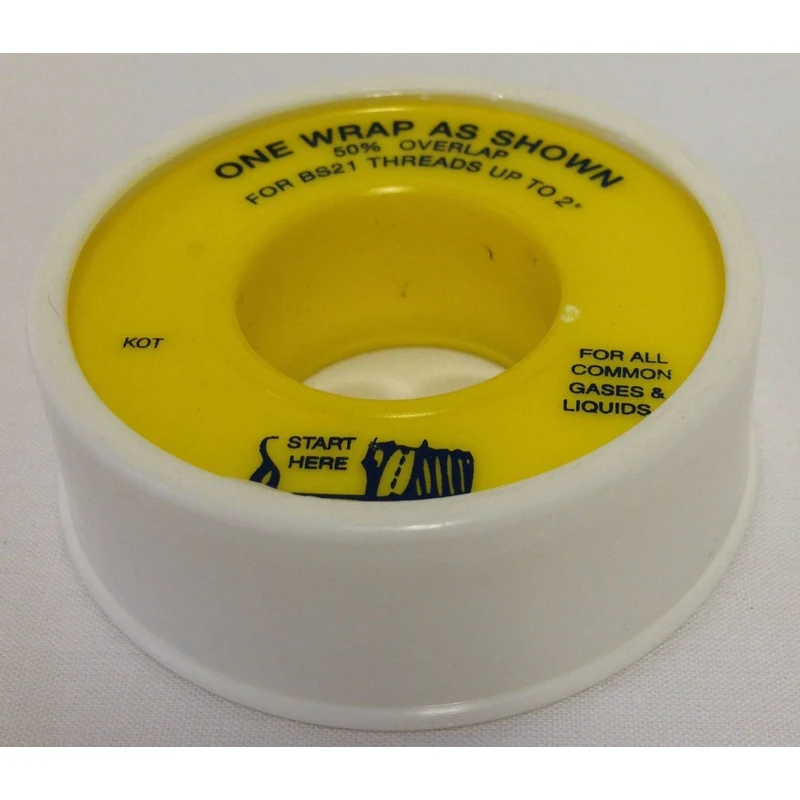 ONE WRAP AS SHOWN
50% OVERLAP
FOR BS21 THREADS UP TO 2"
KOT
FOR ALL
COMMON
GASES &
LIQUIDS
START
HERE